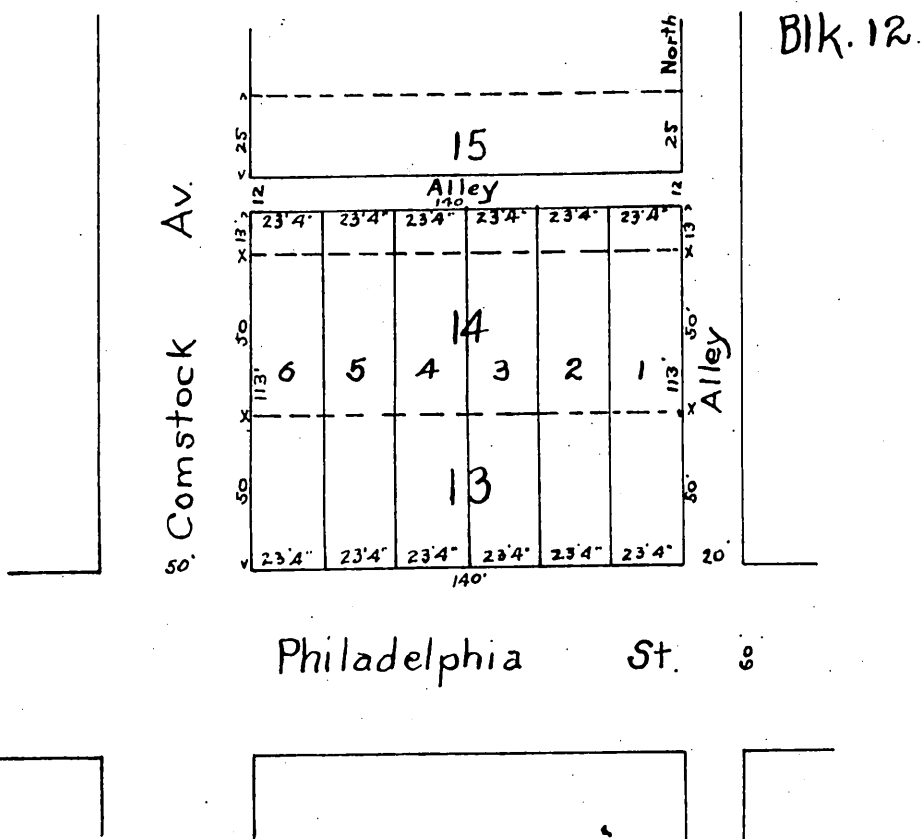 Blk. 12.
North
25
15
25
Alley
12
140
12
23'4" 23'4" 23'4" 23'4" 23'4" 23'4"
13'
x
13'
x
Comstock Av.
50
14
50'
113'
6 5 4 3 2 1
113'
Alley
x
x
50
13
50'
23'4" 23'4" 23'4" 23'4" 23'4" 23'4"
50'
140'
20'
Philadelphia St. 60'